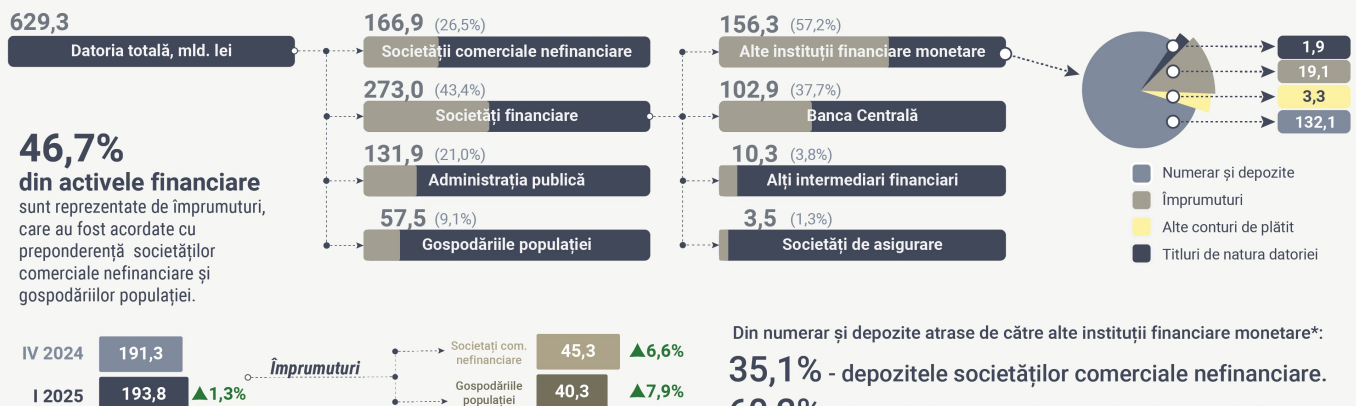 629,3
Datoria totală, mld. lei
46,7%
din activele financiare
sunt reprezentate de împrumuturi,
care au fost acordate cu
preponderență societăților
comerciale nefinanciare și
gospodăriilor populației.
166,9 (26,5%)
Societății comerciale nefinanciare
273,0 (43,4%)
Societăți financiare
131,9 (21,0%)
Administrația publică
57,5 (9,1%)
Gospodăriile populației
156,3 (57,2%)
Alte instituții financiare monetare
102,9 (37,7%)
Banca Centrală
10,3 (3,8%)
Alți intermediari financiari
3,5 (1,3%)
Societăți de asigurare
1,9
19,1
3,3
132,1
Numerar și depozite
Împrumuturi
Alte conturi de plătit
Titluri de natura datoriei
IV 2024 191,3
I 2025 193,8 ▲1,3%
Împrumuturi
Societați com.
nefinanciare
45,3 ▲6,6%
Gospodăriile
populației
40,3 ▲7,9%
Din numerar și depozite atrase de către alte instituții financiare monetare*:
35,1% - depozitele societăților comerciale nefinanciare.